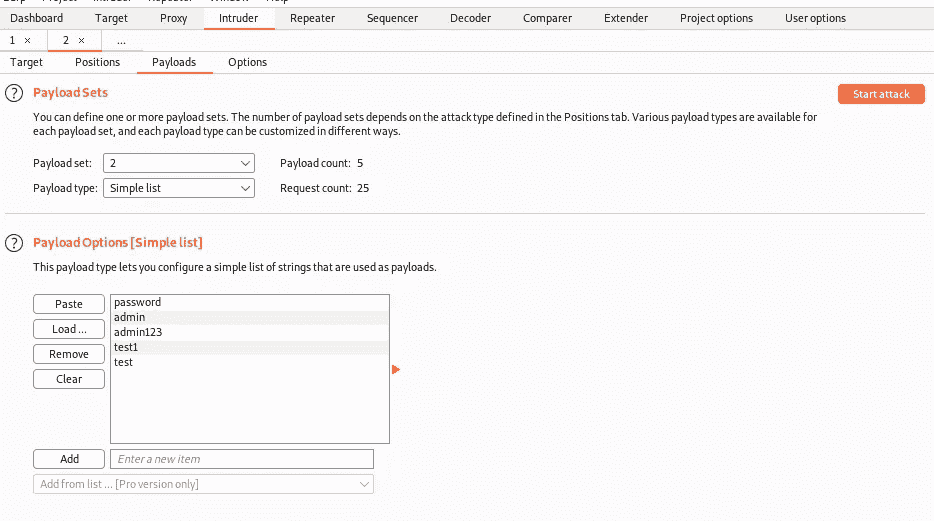 Burp Project Intruder Repeater Window Help
Dashboard Target Proxy Intruder Repeater Sequencer Decoder Comparer Extender Project options User options
1 × 2 × ...
Target Positions Payloads Options
? Payload Sets Start attack
You can define one or more payload sets. The number of payload sets depends on the attack type defined in the Positions tab. Various payload types are available for
each payload set, and each payload type can be customized in different ways.
Payload set: 2 Payload count: 5
Payload type: Simple list Request count: 25
? Payload Options [Simple list]
This payload type lets you configure a simple list of strings that are used as payloads.
Paste password
admin
Load ... admin123
Remove test1
test
Clear
Add Enter a new item
Add from list ... [Pro version only]